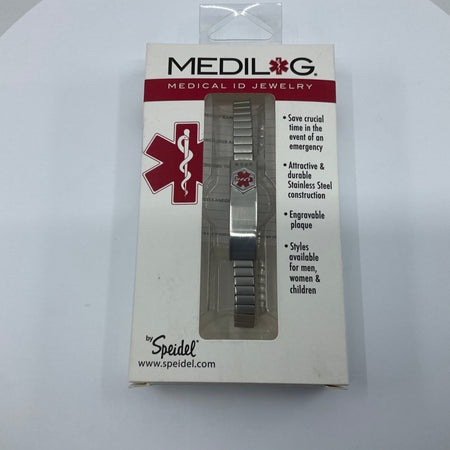 MEDILOG®
MEDICAL ID JEWELRY
• Save crucial
time in the
event of an
emergency
• Attractive &
durable
Stainless Steel
construction
• Engravable
plaque
• Styles
available
for men,
women &
children
by Speidel™
www.speidel.com